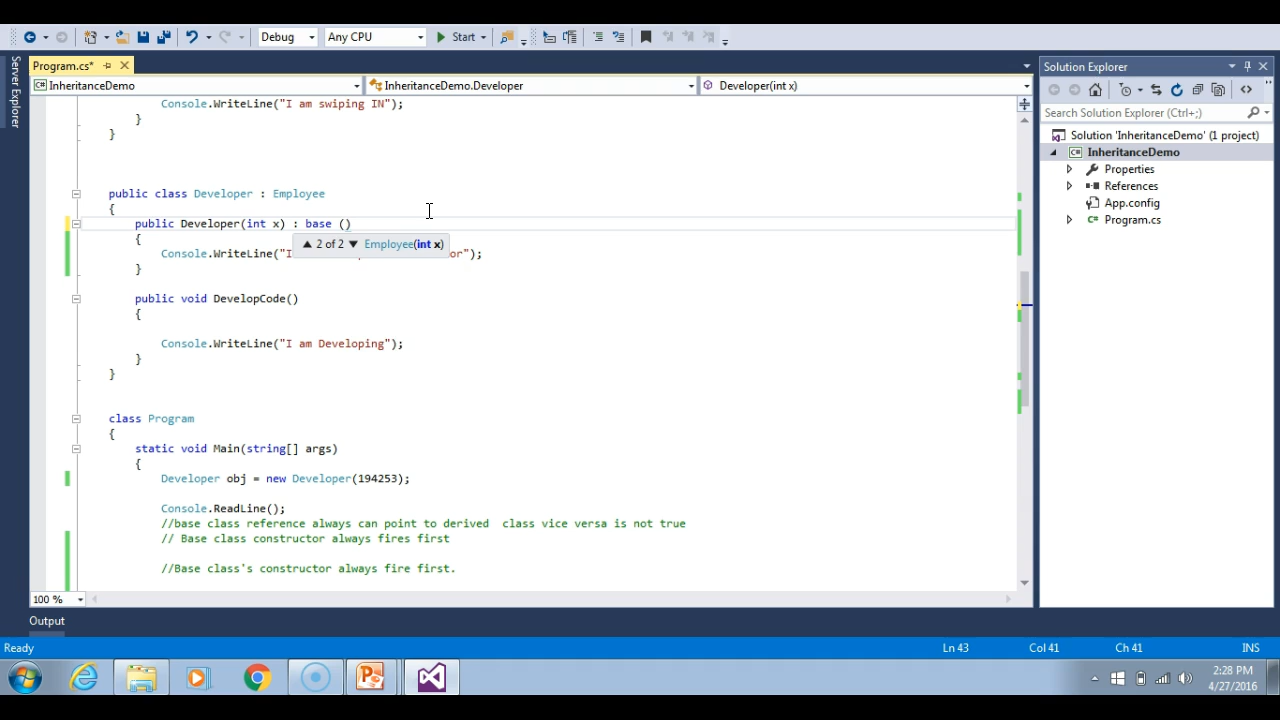 Debug
Any CPU
Start
Server Explorer
Program.cs*
InheritanceDemo
InheritanceDemo.Developer
Developer(int x)
Console.WriteLine("I am swiping IN");
}
}
public class Developer : Employee
{
public Developer(int x) : base ()
{
2 of 2 Employee(int x)
Console.WriteLine("I or");
}
public void DevelopCode()
{
Console.WriteLine("I am Developing");
}
}
class Program
{
static void Main(string[] args)
{
Developer obj = new Developer(194253);
Console.ReadLine();
//base class reference always can point to derived  class vice versa is not true
// Base class constructor always fires first
//Base class's constructor always fire first.
100 %
Solution Explorer
Search Solution Explorer (Ctrl+;)
Solution 'InheritanceDemo' (1 project)
C# InheritanceDemo
Properties
References
App.config
Program.cs
Output
Ready
Ln 43
Col 41
Ch 41
INS
2:28 PM
4/27/2016